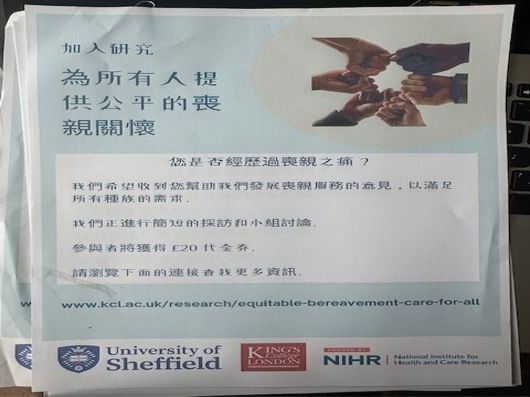 加入研究
為所有人提
供公平的喪
親關懷
您是否經歷過喪親之痛？
我們希望收到您幫助我們發展喪親服務的意見，以滿足
所有種族的需求.
我們正進行簡短的採訪和小組討論.
參與者將獲得 £20 代金券.
請瀏覽下面的連接查找更多資訊.
www.kcl.ac.uk/research/equitable-bereavement-care-for-all
University of
Sheffield
KING'S
College
LONDON
FUNDED BY
NIHR | National Institute for
Health and Care Research